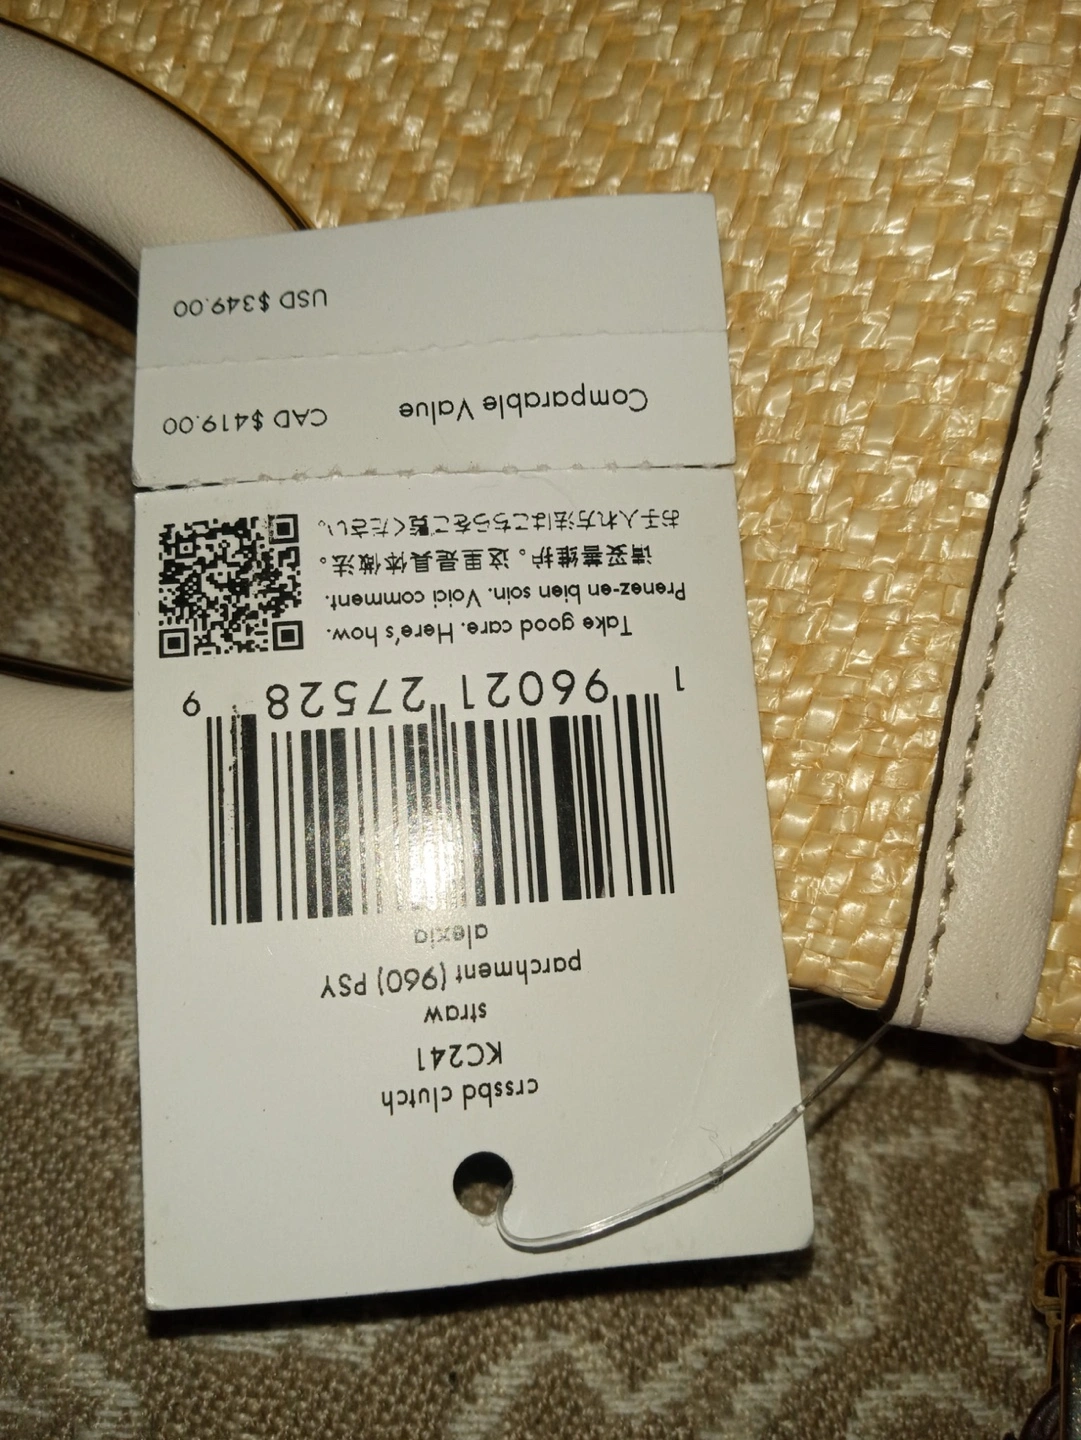 crssbd clutch
KC241
straw
parchment (960) PSY
alexia
1 96021 27528 9
Take good care. Here's how.
Prenez-en bien soin. Voici comment.
请妥善维护。这里是具体做法。
お手入れ方法はこちらをご覧ください。
Comparable Value CAD $419.00
USD $349.00